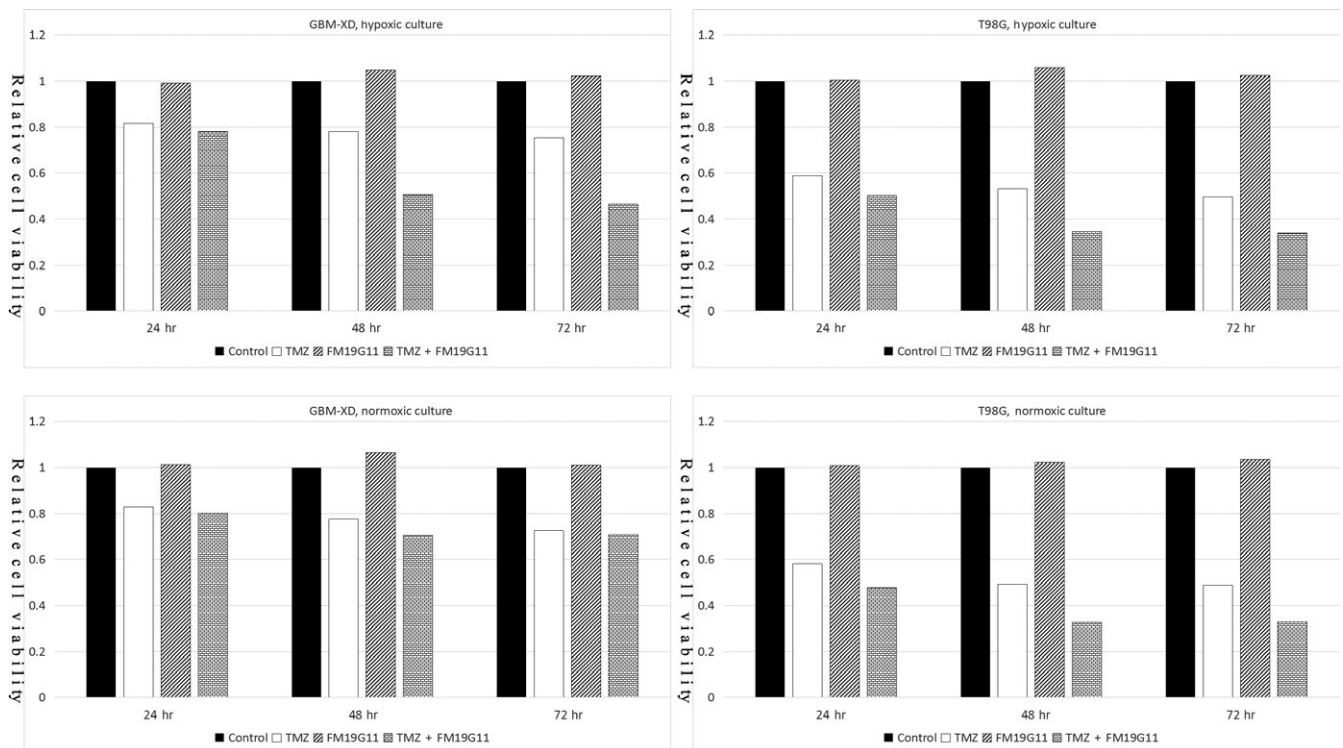 GBM-XD, hypoxic culture
Relative cell viability
1.2
1
0.8
0.6
0.4
0.2
0
24 hr 48 hr 72 hr
Control TMZ FM19G11 TMZ + FM19G11
T98G, hypoxic culture
Relative cell viability
1.2
1
0.8
0.6
0.4
0.2
0
24 hr 48 hr 72 hr
Control TMZ FM19G11 TMZ + FM19G11
GBM-XD, normoxic culture
Relative cell viability
1.2
1
0.8
0.6
0.4
0.2
0
24 hr 48 hr 72 hr
Control TMZ FM19G11 TMZ + FM19G11
T98G, normoxic culture
Relative cell viability
1.2
1
0.8
0.6
0.4
0.2
0
24 hr 48 hr 72 hr
Control TMZ FM19G11 TMZ + FM19G11